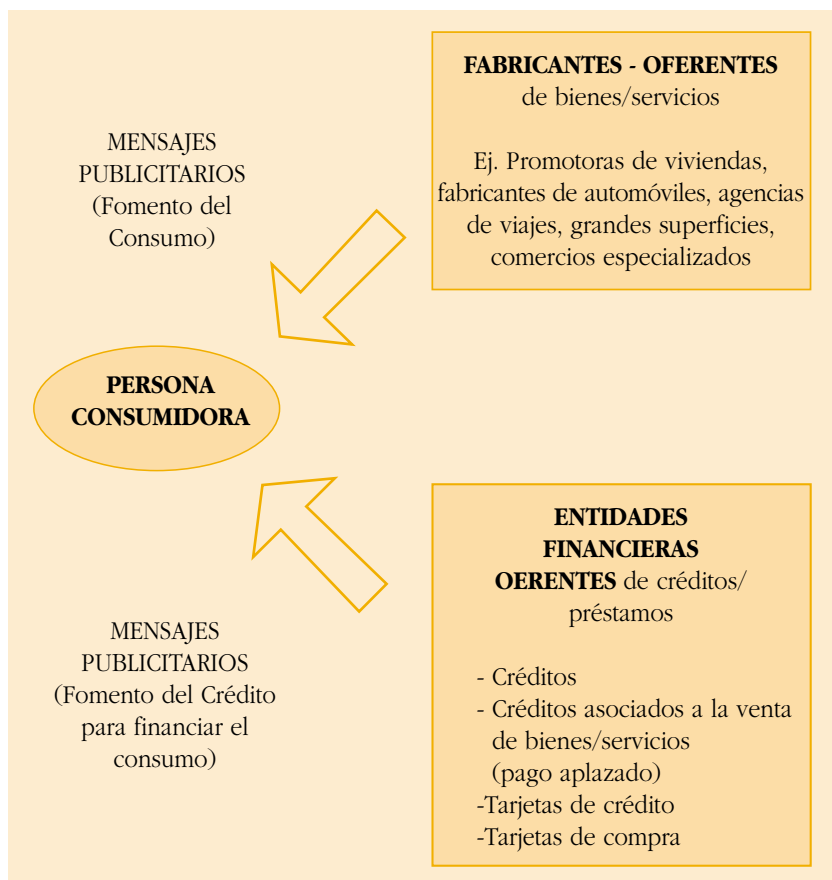 MENSAJES
PUBLICITARIOS
(Fomento del
Consumo)
FABRICANTES - OFERENTES
de bienes/servicios
Ej. Promotoras de viviendas,
fabricantes de automóviles, agencias
de viajes, grandes superficies,
comercios especializados
PERSONA
CONSUMIDORA
MENSAJES
PUBLICITARIOS
(Fomento del Crédito
para financiar el
consumo)
ENTIDADES
FINANCIERAS
OERENTES de créditos/
préstamos
- Créditos
- Créditos asociados a la venta
de bienes/servicios
(pago aplazado)
-Tarjetas de crédito
-Tarjetas de compra